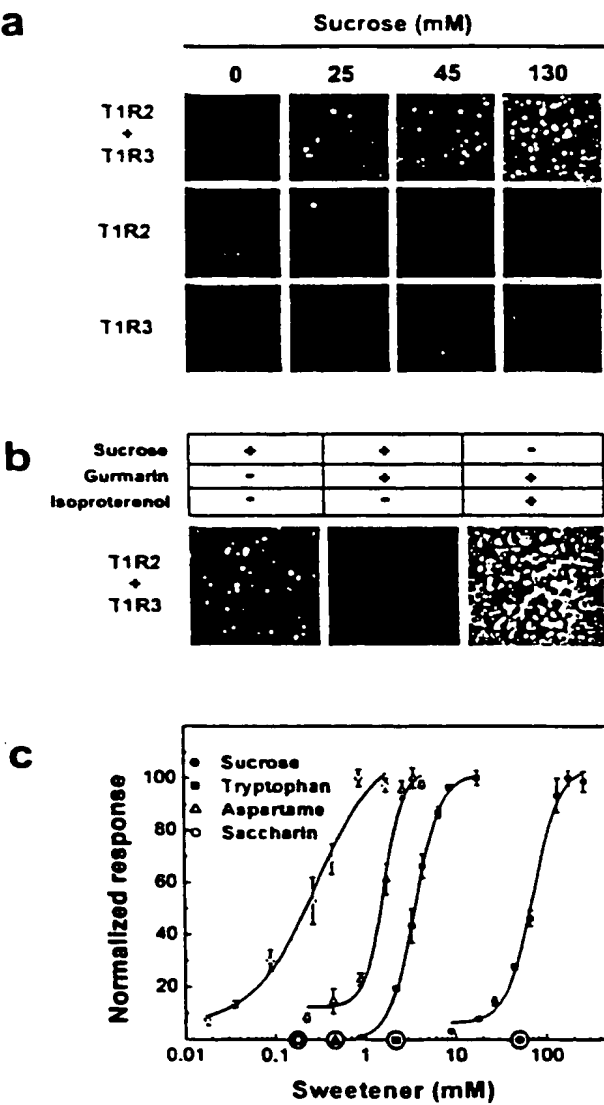 a
Sucrose (mM)
0 25 45 130
T1R2
+
T1R3
T1R2
T1R3
b
Sucrose + + -
Gurmarin - + +
Isoproterenol - - +
T1R2
+
T1R3
c
Normalized response
100
80
60
40
20
Sucrose
Tryptophan
Aspartame
Saccharin
0.01 0.1 1 10 100
Sweetener (mM)